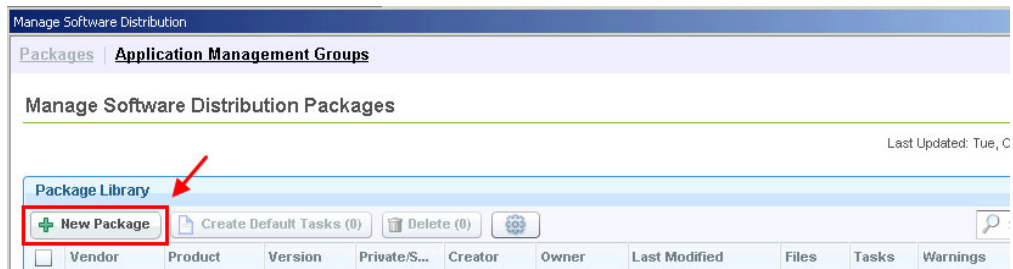 Manage Software Distribution
Packages | Application Management Groups
Manage Software Distribution Packages
Last Updated: Tue,
Package Library
New Package Create Default Tasks (0) Delete (0)
Vendor Product Version Private/S... Creator Owner Last Modified Files Tasks Warnings